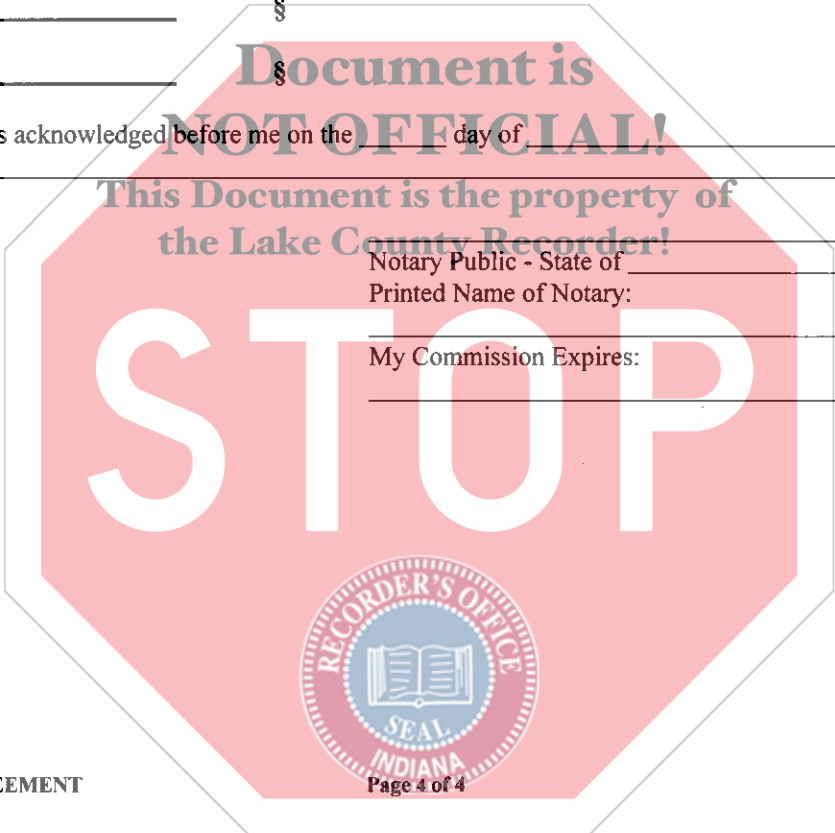 §
Document is
§
NOT OFFICIAL!
s acknowledged before me on the ______ day of
This Document is the property of
the Lake County Recorder!
Notary Public - State of
Printed Name of Notary:
My Commission Expires:
STOP
RECORDER'S OFFICE
SEAL
INDIANA
EEMENT
Page 4 of 4